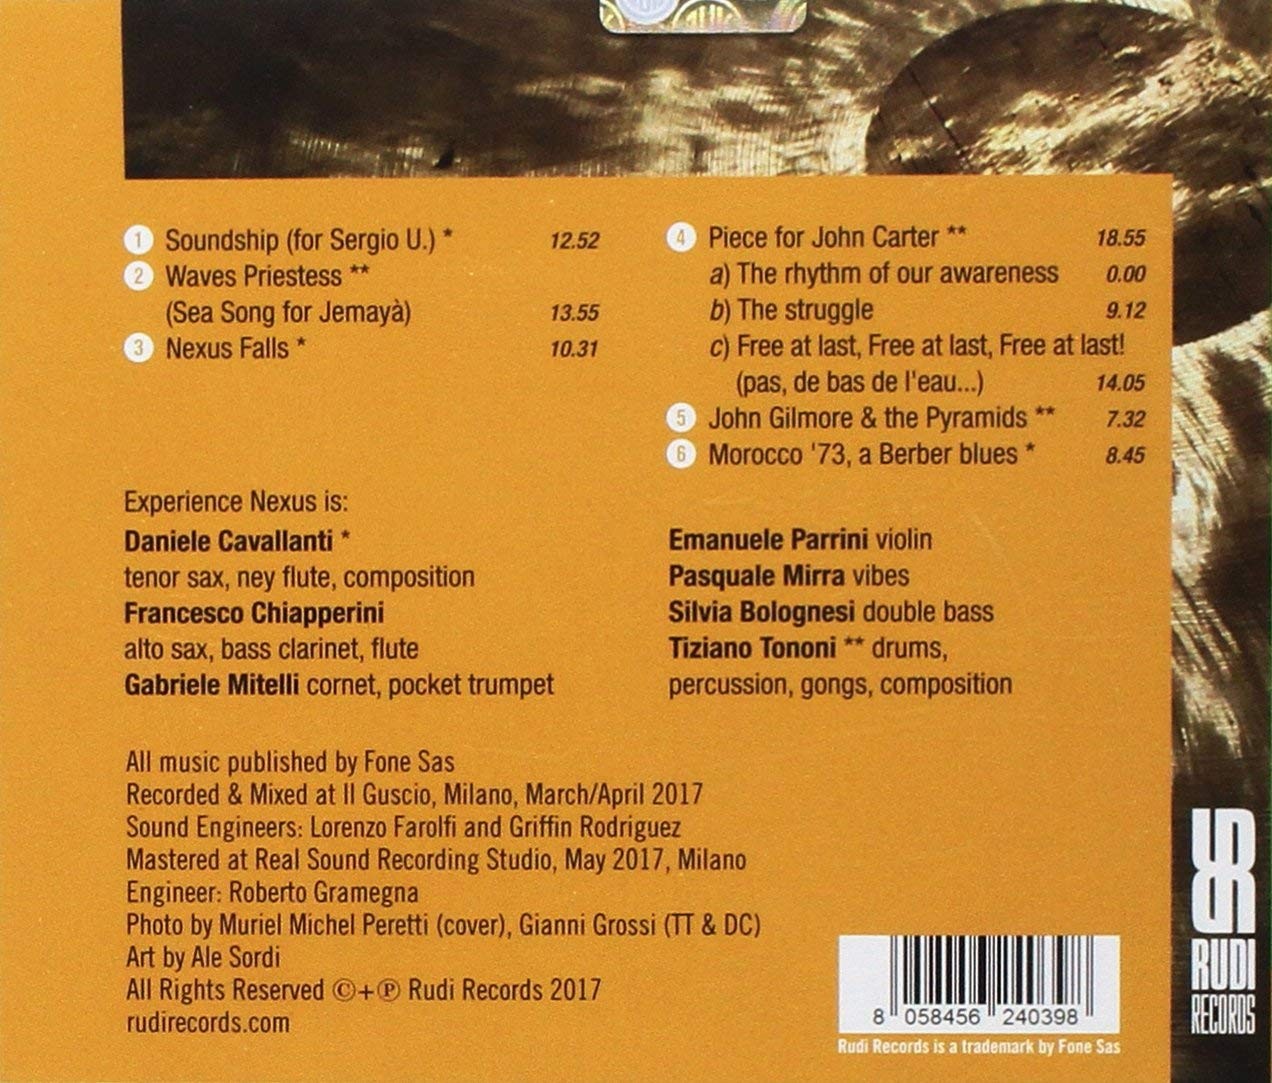 1 Soundship (for Sergio U.) * 12.52
2 Waves Priestess **
(Sea Song for Jemayà) 13.55
3 Nexus Falls * 10.31
4 Piece for John Carter ** 18.55
a) The rhythm of our awareness 0.00
b) The struggle 9.12
c) Free at last, Free at last, Free at last!
(pas, de bas de l'eau...) 14.05
5 John Gilmore & the Pyramids ** 7.32
6 Morocco '73, a Berber blues * 8.45
Experience Nexus is:
Daniele Cavallanti *
tenor sax, ney flute, composition
Francesco Chiapperini
alto sax, bass clarinet, flute
Gabriele Mitelli cornet, pocket trumpet
Emanuele Parrini violin
Pasquale Mirra vibes
Silvia Bolognesi double bass
Tiziano Tononi ** drums,
percussion, gongs, composition
All music published by Fone Sas
Recorded & Mixed at Il Guscio, Milano, March/April 2017
Sound Engineers: Lorenzo Farolfi and Griffin Rodriguez
Mastered at Real Sound Recording Studio, May 2017, Milano
Engineer: Roberto Gramegna
Photo by Muriel Michel Peretti (cover), Gianni Grossi (TT & DC)
Art by Ale Sordi
All Rights Reserved ©+℗ Rudi Records 2017
rudirecords.com
8 058456 240398
Rudi Records is a trademark by Fone Sas
RUDI
RECORDS